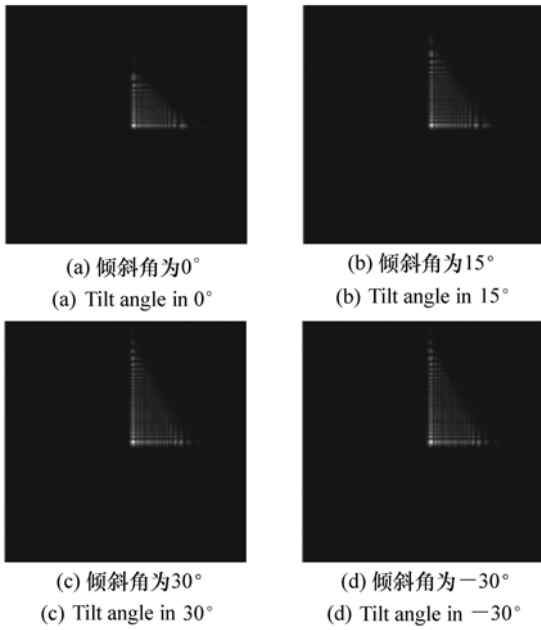 (a) 倾斜角为0°
(a) Tilt angle in 0°
(b) 倾斜角为15°
(b) Tilt angle in 15°
(c) 倾斜角为30°
(c) Tilt angle in 30°
(d) 倾斜角为－30°
(d) Tilt angle in －30°